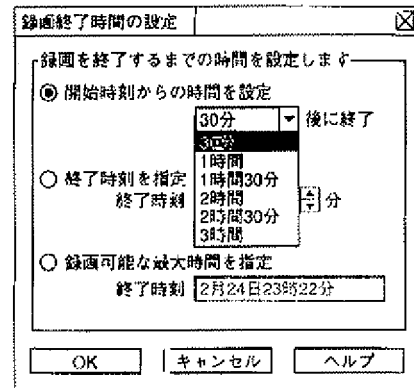 録画終了時間の設定
録画を終了するまでの時間を設定します
開始時刻からの時間を設定
30分 後に終了
30分
1時間
1時間30分
2時間
2時間30分
3時間
終了時刻を指定
終了時刻 分
録画可能な最大時間を指定
終了時刻 2月24日23時22分
OK キャンセル ヘルプ